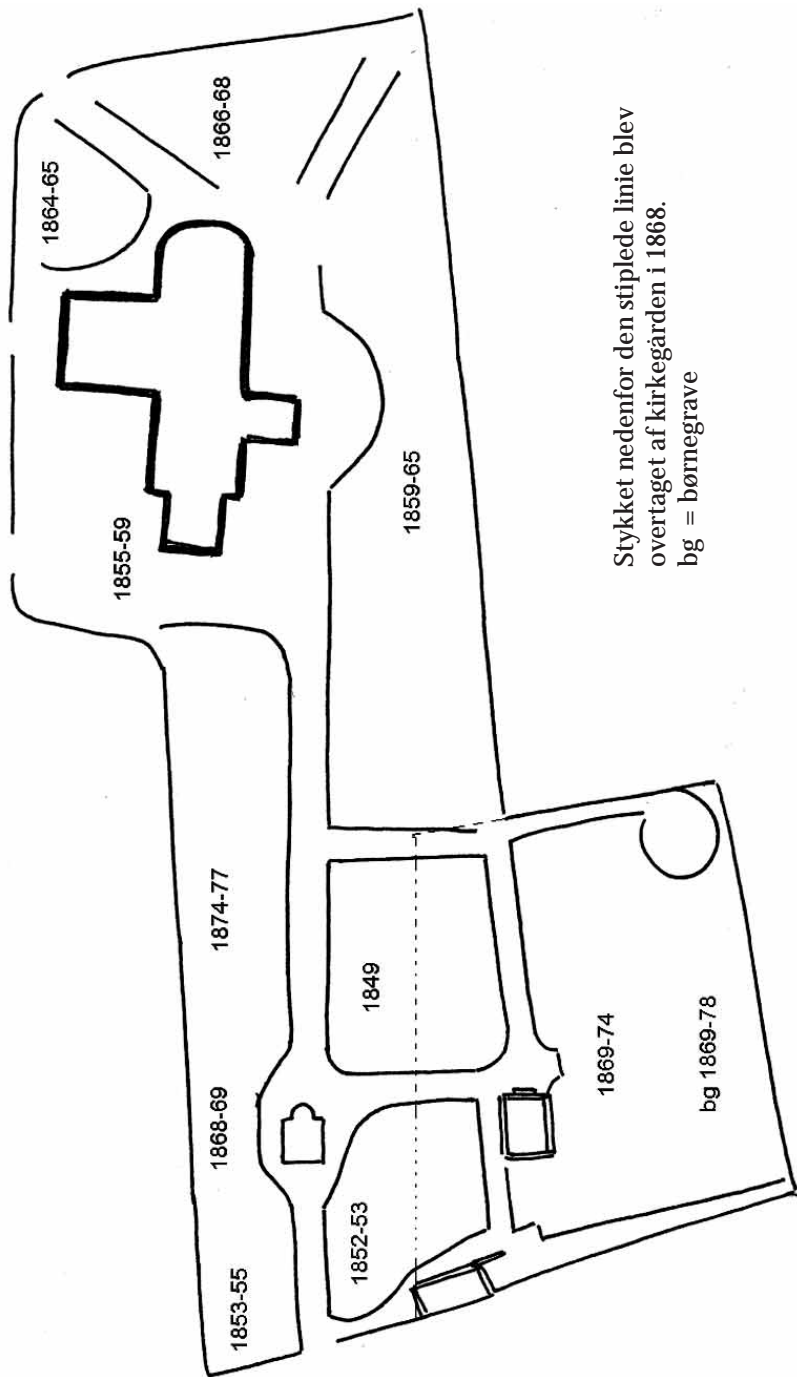 1864-65
1866-68
1855-59
1859-65
1874-77
1849
1868-69
1869-74
bg 1869-78
1852-53
1853-55
Stykket nedenfor den stiplede linie blev
overtaget af kirkegården i 1868.
bg = børnegrave